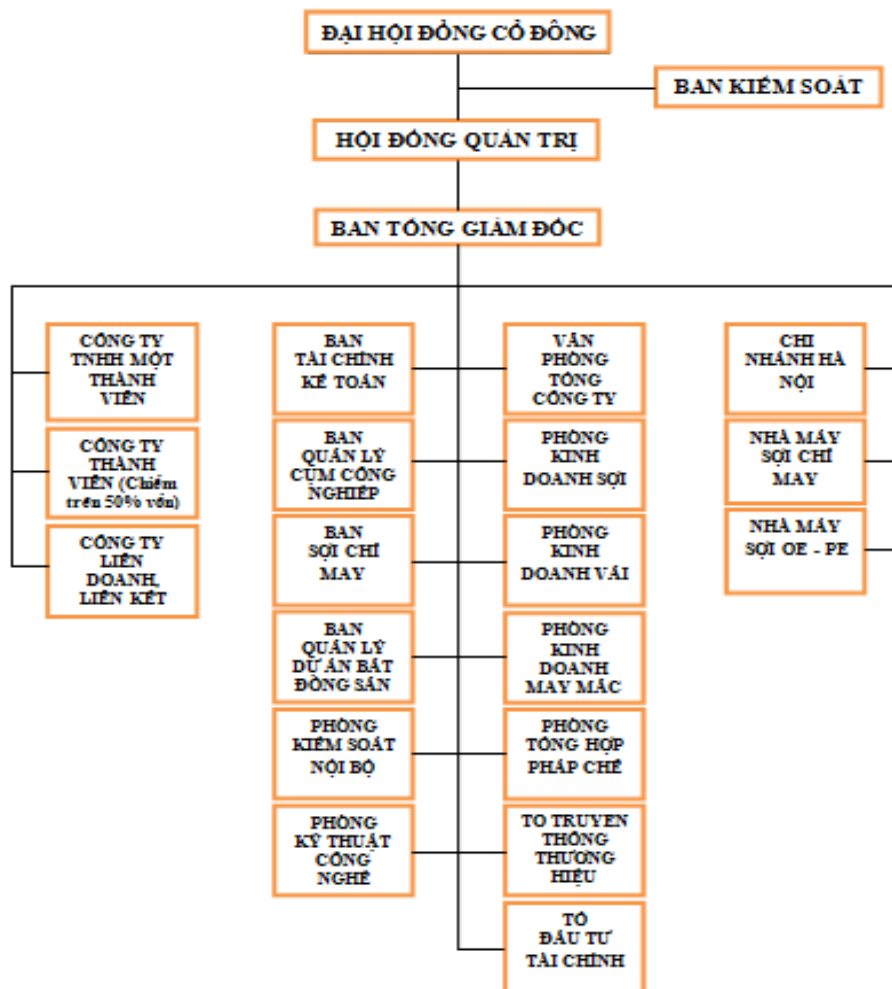 ĐẠI HỘI ĐỒNG CỔ ĐÔNG
BAN KIỂM SOÁT
HỘI ĐỒNG QUẢN TRỊ
BAN TỔNG GIÁM ĐỐC
CÔNG TY
TNHH MỘT
THÀNH
VIÊN
CÔNG TY
THÀNH
VIÊN (Chiếm
trên 50% vốn)
CÔNG TY
LIÊN
DOANH,
LIÊN KẾT
BAN
TÀI CHÍNH
KẾ TOÁN
BAN
QUẢN LÝ
CỤM CÔNG
NGHIỆP
BAN
SỢI CHỈ
MAY
BAN
QUẢN LÝ
DỰ ÁN BẤT
ĐỘNG SẢN
PHÒNG
KIỂM SOÁT
NỘI BỘ
PHÒNG
KỸ THUẬT
CÔNG
NGHỆ
VĂN
PHÒNG
TỔNG
CÔNG TY
PHÒNG
KINH
DOANH SỢI
PHÒNG
KINH
DOANH VẢI
PHÒNG
KINH
DOANH
MAY MẶC
PHÒNG
TỔNG HỢP
PHÁP CHẾ
TỔ TRUYỀN
THÔNG
THƯƠNG
HIỆU
TỔ
ĐẦU TƯ
TÀI CHÍNH
CHI
NHÁNH HÀ
NỘI
NHÀ MÁY
SỢI CHỈ
MAY
NHÀ MÁY
SỢI OE - PE